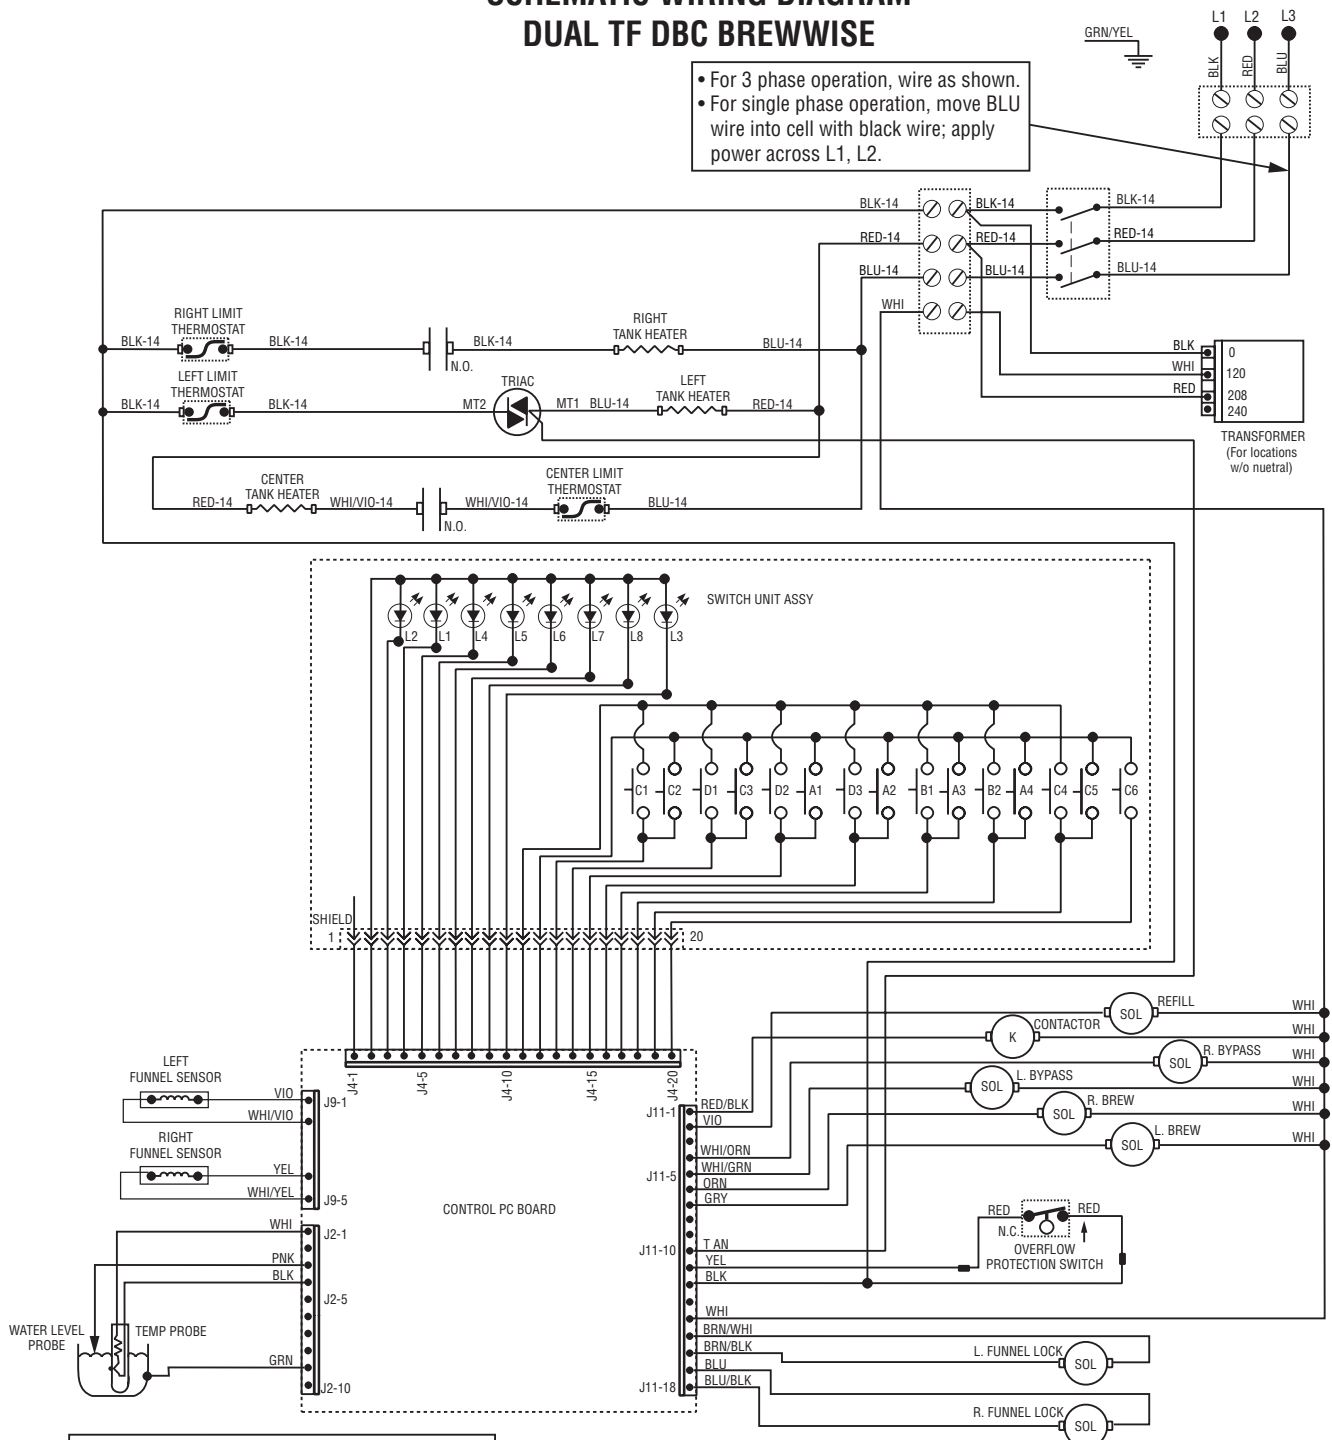 SCHEMATIC WIRING DIAGRAM
DUAL TF DBC BREWWISE
GRN/YEL
L1 L2 L3
BLK RED BLU
• For 3 phase operation, wire as shown.
• For single phase operation, move BLU
wire into cell with black wire; apply
power across L1, L2.
BLK-14 BLK-14 BLK-14
RED-14 RED-14 RED-14
BLU-14 BLU-14 BLU-14
WHI
RIGHT LIMIT
THERMOSTAT
BLK-14 BLK-14 N.O. BLK-14
RIGHT
TANK HEATER
BLU-14
LEFT LIMIT
THERMOSTAT
BLK-14 BLK-14 MT2
TRIAC
MT1 BLU-14
LEFT
TANK HEATER
RED-14
BLK 0
WHI 120
RED 208
240
TRANSFORMER
(For locations
w/o nuetral)
CENTER
TANK HEATER
RED-14 WHI/VIO-14 N.O. WHI/VIO-14
CENTER LIMIT
THERMOSTAT
BLU-14
SWITCH UNIT ASSY
L2 L1 L4 L5 L6 L7 L8 L3
C1 C2 D1 C3 D2 A1 D3 A2 B1 A3 B2 A4 C4 C5 C6
SHIELD
1 20
J4-1 J4-5 J4-10 J4-15 J4-20
REFILL
SOL WHI
CONTACTOR
K WHI
R. BYPASS
SOL WHI
L. BYPASS
SOL WHI
R. BREW
SOL WHI
L. BREW
SOL WHI
LEFT
FUNNEL SENSOR
VIO J9-1
WHI/VIO
RIGHT
FUNNEL SENSOR
YEL
WHI/YEL J9-5
WHI J2-1
PNK
BLK
J2-5
WATER LEVEL
PROBE
TEMP PROBE
GRN
J2-10
CONTROL PC BOARD
J11-1 RED/BLK
VIO
WHI/ORN
J11-5 WHI/GRN
ORN
GRY
J11-10 T AN
YEL
BLK
WHI
BRN/WHI
BRN/BLK
BLU
J11-18 BLU/BLK
RED RED
N.C.
OVERFLOW
PROTECTION SWITCH
L. FUNNEL LOCK SOL
R. FUNNEL LOCK SOL